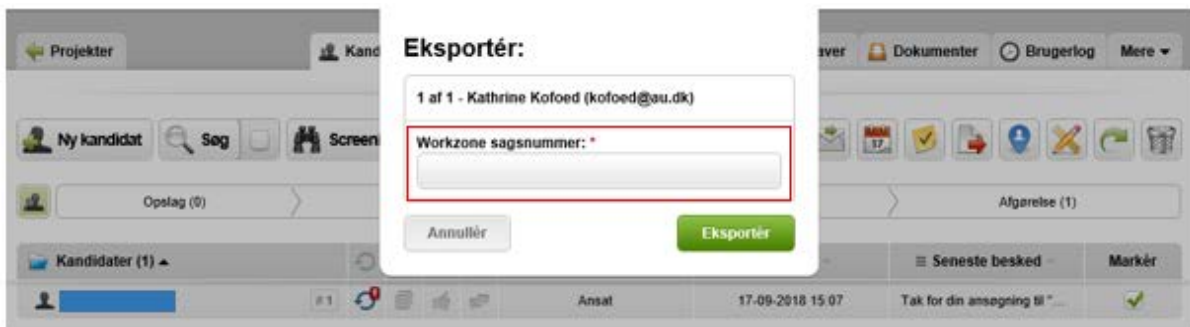 Projekter
Kand
aver
Dokumenter
Brugerlog
Mere
Eksportér:
1 af 1 - Kathrine Kofoed (kofoed@au.dk)
Workzone sagsnummer: *
Ny kandidat
Søg
Screen
17
Opslag (0)
Afgørelse (1)
Annullér
Eksportér
Kandidater (1)
Seneste besked
Markér
#1
Ansat
17-09-2018 15 07
Tak for din ansøgning til "...